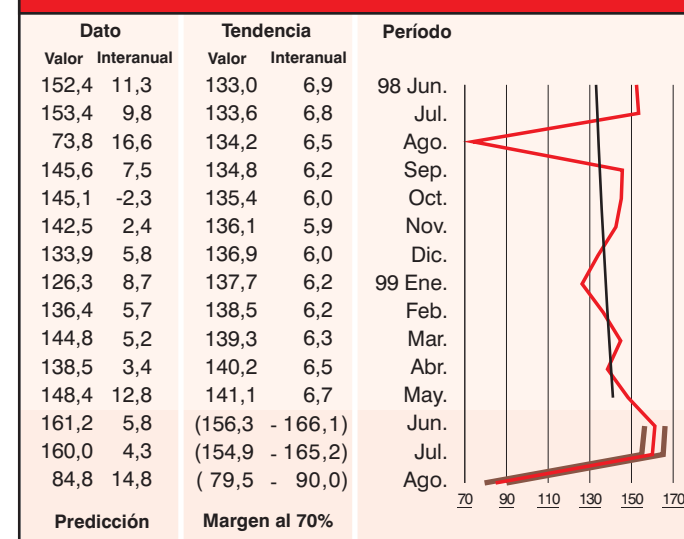 Dato Tendencia Período
Valor Interanual Valor Interanual
152,4 11,3 133,0 6,9 98 Jun.
153,4 9,8 133,6 6,8 Jul.
73,8 16,6 134,2 6,5 Ago.
145,6 7,5 134,8 6,2 Sep.
145,1 -2,3 135,4 6,0 Oct.
142,5 2,4 136,1 5,9 Nov.
133,9 5,8 136,9 6,0 Dic.
126,3 8,7 137,7 6,2 99 Ene.
136,4 5,7 138,5 6,2 Feb.
144,8 5,2 139,3 6,3 Mar.
138,5 3,4 140,2 6,5 Abr.
148,4 12,8 141,1 6,7 May.
161,2 5,8 (156,3 - 166,1) Jun.
160,0 4,3 (154,9 - 165,2) Jul.
84,8 14,8 ( 79,5 - 90,0) Ago.
70 90 110 130 150 170
Predicción Margen al 70%